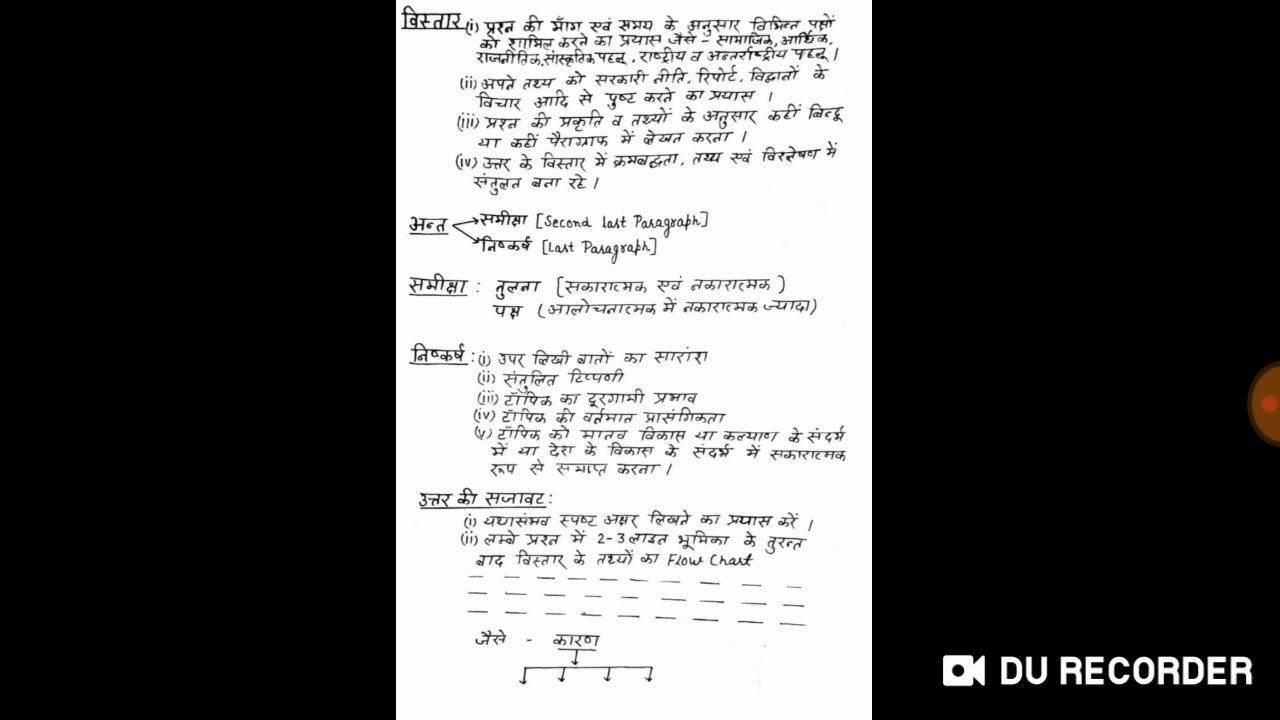 विस्तार (i) प्रश्न की माँग एवं समय के अनुसार विभिन्न पक्षों
को शामिल करने का प्रयास जैसे - सामाजिक, आर्थिक,
राजनीतिक, सांस्कृतिक पहलू, राष्ट्रीय व अन्तर्राष्ट्रीय पहलू।
(ii) अपने तथ्य को सरकारी नीति, रिपोर्ट, विद्वानों के
विचार आदि से पुष्ट करने का प्रयास ।
(iii) प्रश्न की प्रकृति व तथ्यों के अनुसार कहीं बिन्दू
या कहीं पैराग्राफ में लेखन करना ।
(iv) उत्तर के विस्तार में क्रमबद्धता, तथ्य एवं विश्लेषण में
संतुलन बना रहे ।
अन्त समीक्षा [Second last Paragraph]
निष्कर्ष [Last Paragraph]
समीक्षा : तुलना [सकारात्मक एवं नकारात्मक)
पक्ष (आलोचनात्मक में नकारात्मक ज्यादा)
निष्कर्ष : (i) उपर लिखी बातों का सारांश
(ii) संतुलित टिप्पणी
(iii) टॉपिक का दूरगामी प्रभाव
(iv) टॉपिक की वर्तमान प्रासंगिकता
(v) टॉपिक को मानव विकास या कल्याण के संदर्भ
में या देश के विकास के संदर्भ में सकारात्मक
रूप से समाप्त करना ।
उत्तर की सजावट :
(i) यथासंभव स्पष्ट अक्षर लिखने का प्रयास करें ।
(ii) लम्बे प्रश्न में 2-3 लाइन भूमिका के तुरन्त
बाद विस्तार के तथ्यों का Flow Chart
जैसे - कारण
DU RECORDER